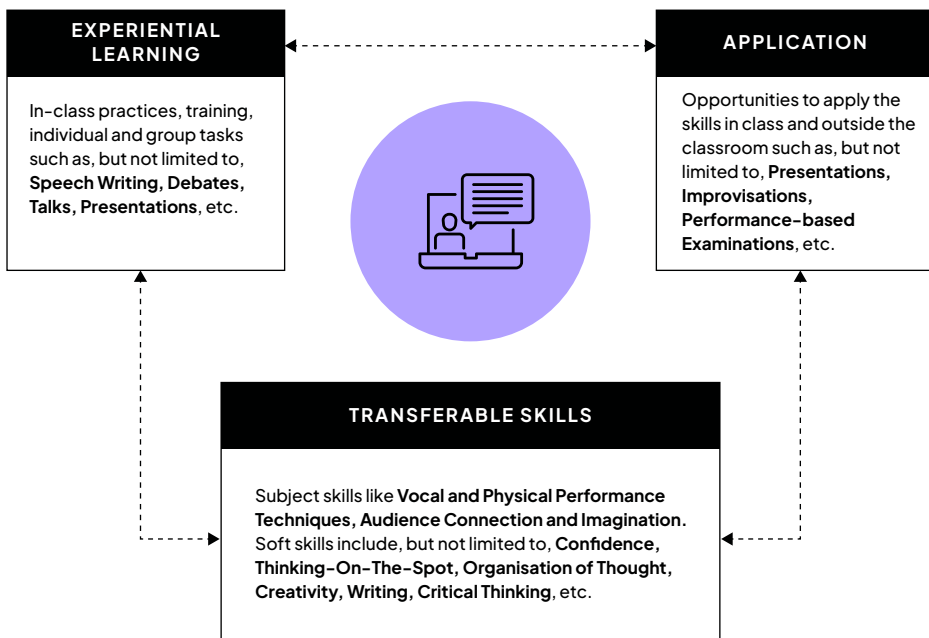 EXPERIENTIAL
LEARNING
In-class practices, training,
individual and group tasks
such as, but not limited to,
Speech Writing, Debates,
Talks, Presentations, etc.
APPLICATION
Opportunities to apply the
skills in class and outside the
classroom such as, but not
limited to, Presentations,
Improvisations,
Performance-based
Examinations, etc.
TRANSFERABLE SKILLS
Subject skills like Vocal and Physical Performance
Techniques, Audience Connection and Imagination.
Soft skills include, but not limited to, Confidence,
Thinking-On-The-Spot, Organisation of Thought,
Creativity, Writing, Critical Thinking, etc.